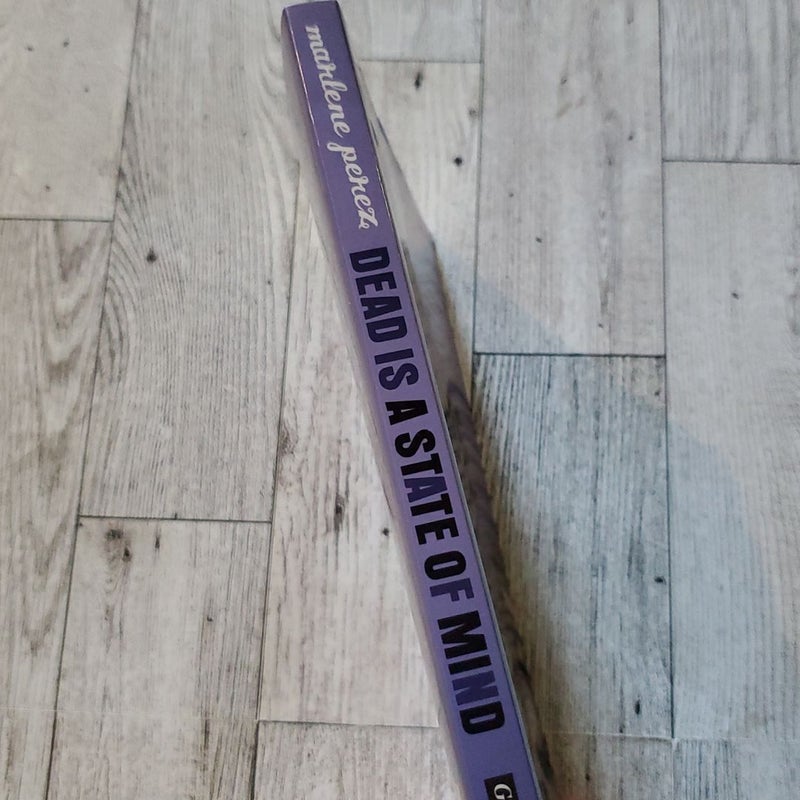 marlene perez
DEAD IS A STATE OF MIND
G